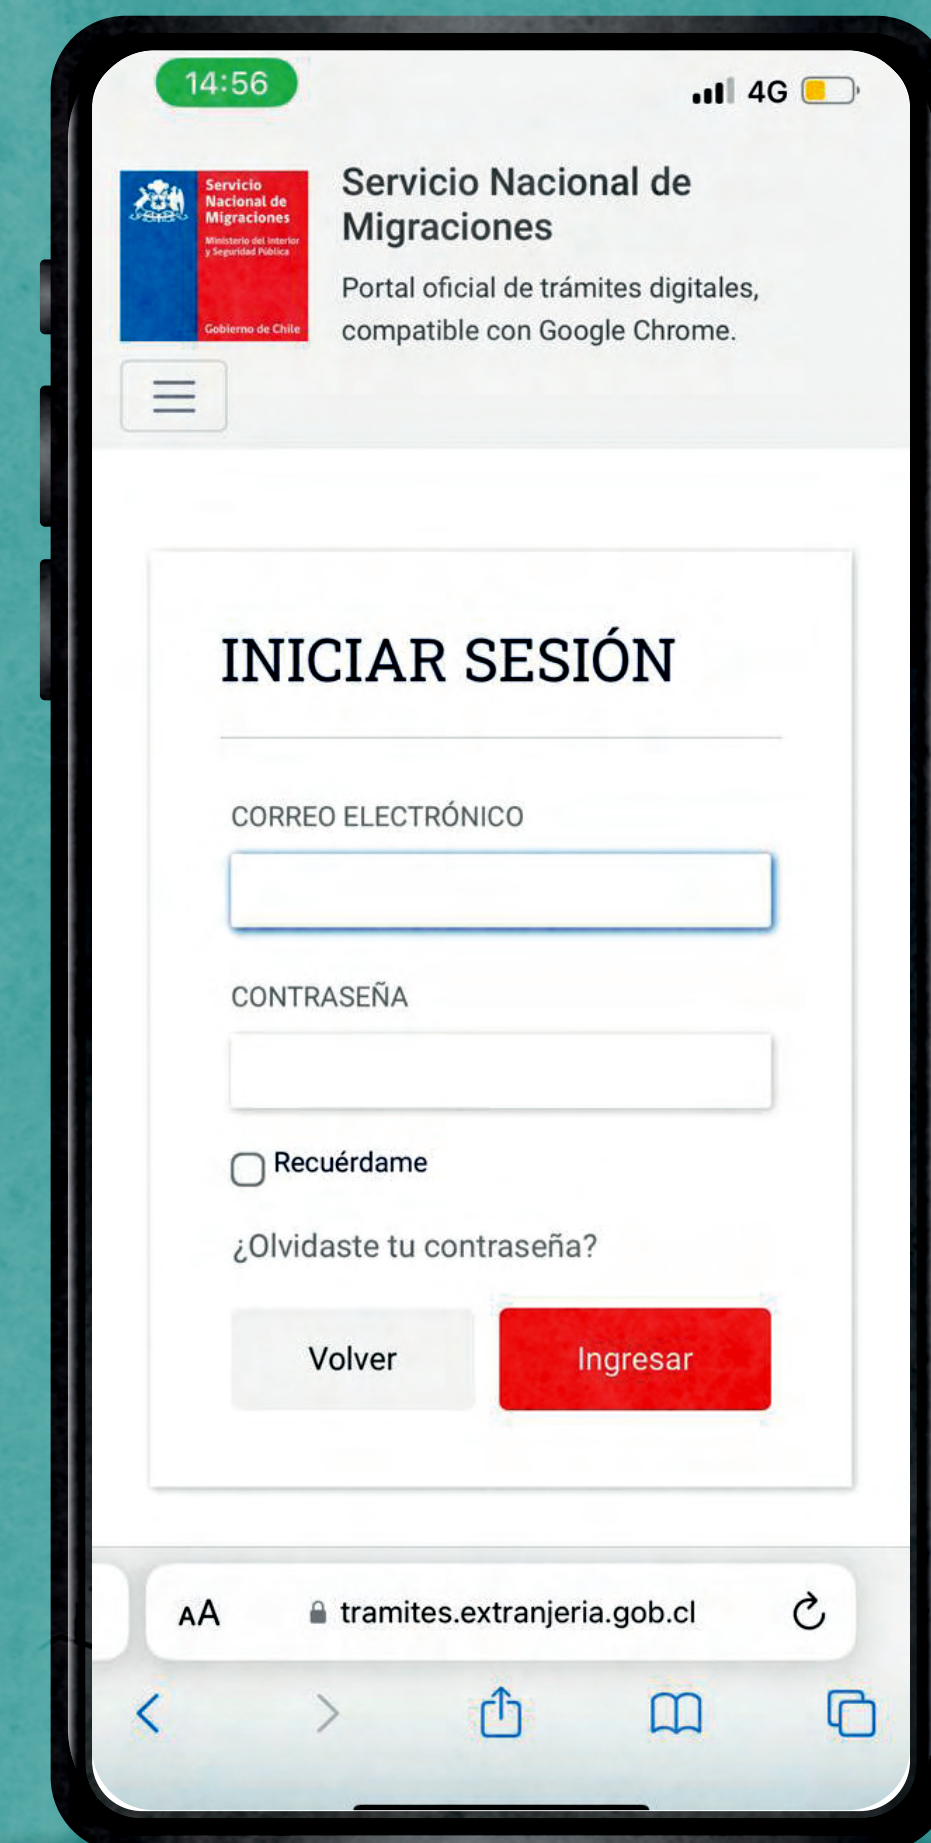 14:56
4G
Servicio
Nacional de
Migraciones
Ministerio del Interior
y Seguridad Pública
Gobierno de Chile
Servicio Nacional de
Migraciones
Portal oficial de trámites digitales,
compatible con Google Chrome.
INICIAR SESIÓN
CORREO ELECTRÓNICO
CONTRASEÑA
Recuérdame
¿Olvidaste tu contraseña?
Volver
Ingresar
AA
tramites.extranjeria.gob.cl